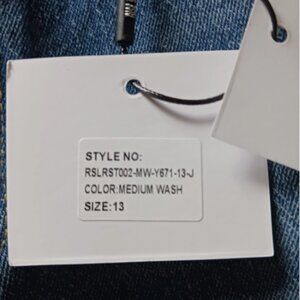 STYLE NO:
RSLRST002-MW-Y671-13-J
COLOR:MEDIUM WASH
SIZE:13